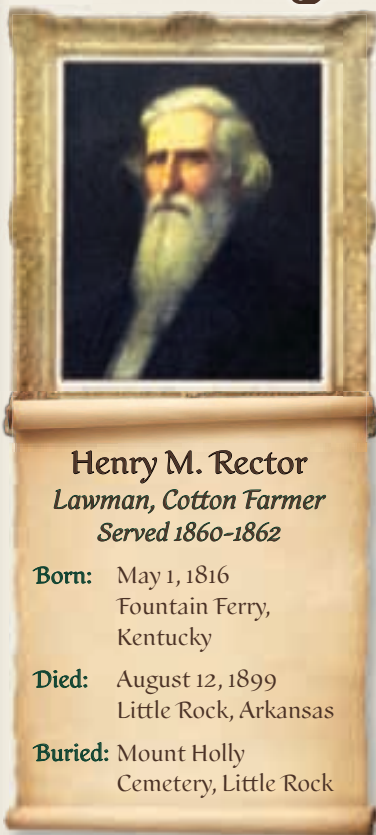 Henry M. Rector
Lawman, Cotton Farmer
Served 1860-1862
Born: May 1, 1816
Fountain Ferry,
Kentucky
Died: August 12, 1899
Little Rock, Arkansas
Buried: Mount Holly
Cemetery, Little Rock